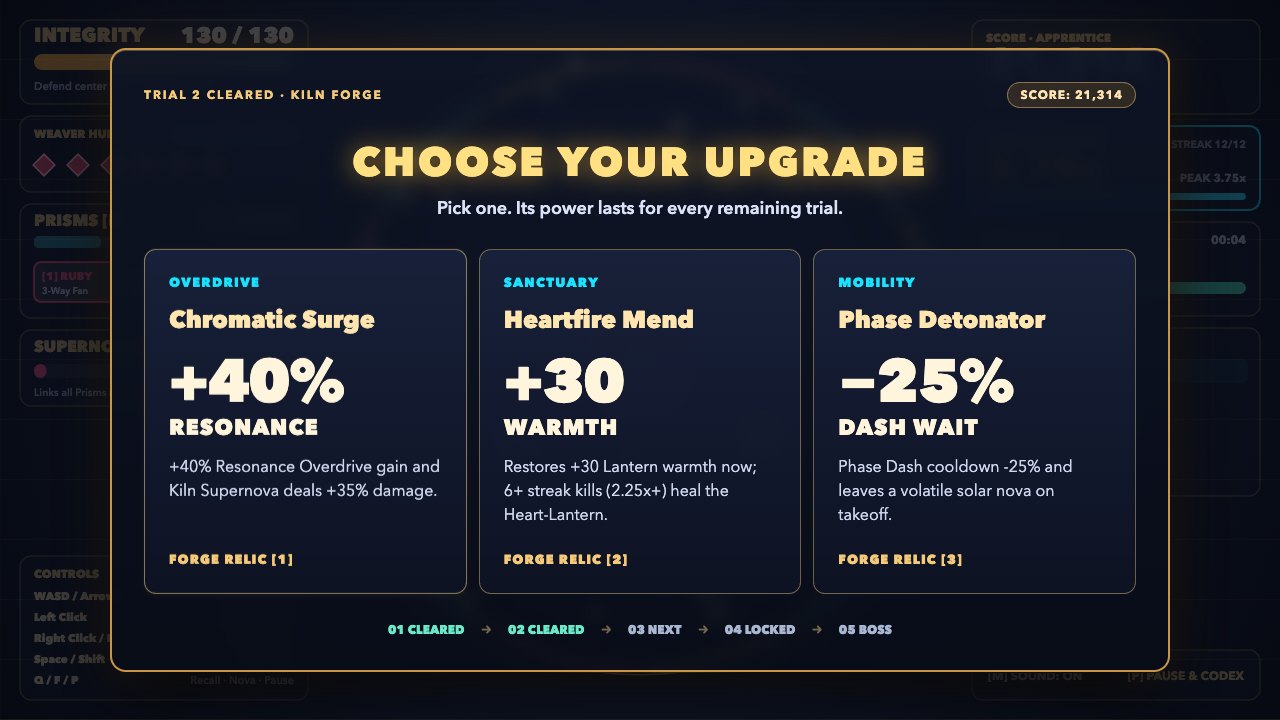 INTEGRITY 130 / 130
Defend center
WEAVER
PRISMS
[1] RUBY
3-Way Fan
Links all Prisms
CONTROLS
WASD /
Left Click
Right Click /
Space / Shift
Q / F / P
Recall · Nova · Pause
SCORE · APPRENTICE
STREAK 12/12
PEAK 3.75x
00:04
[M] SOUND: ON [P] PAUSE & CODEX
TRIAL 2 CLEARED · KILN FORGE
SCORE: 21,314
CHOOSE YOUR UPGRADE
Pick one. Its power lasts for every remaining trial.
OVERDRIVE
Chromatic Surge
+40%
RESONANCE
+40% Resonance Overdrive gain and
Kiln Supernova deals +35% damage.
FORGE RELIC [1]
SANCTUARY
Heartfire Mend
+30
WARMTH
Restores +30 Lantern warmth now;
6+ streak kills (2.25x+) heal the
Heart-Lantern.
FORGE RELIC [2]
MOBILITY
Phase Detonator
−25%
DASH WAIT
Phase Dash cooldown -25% and
leaves a volatile solar nova on
takeoff.
FORGE RELIC [3]
01 CLEARED → 02 CLEARED → 03 NEXT → 04 LOCKED → 05 BOSS